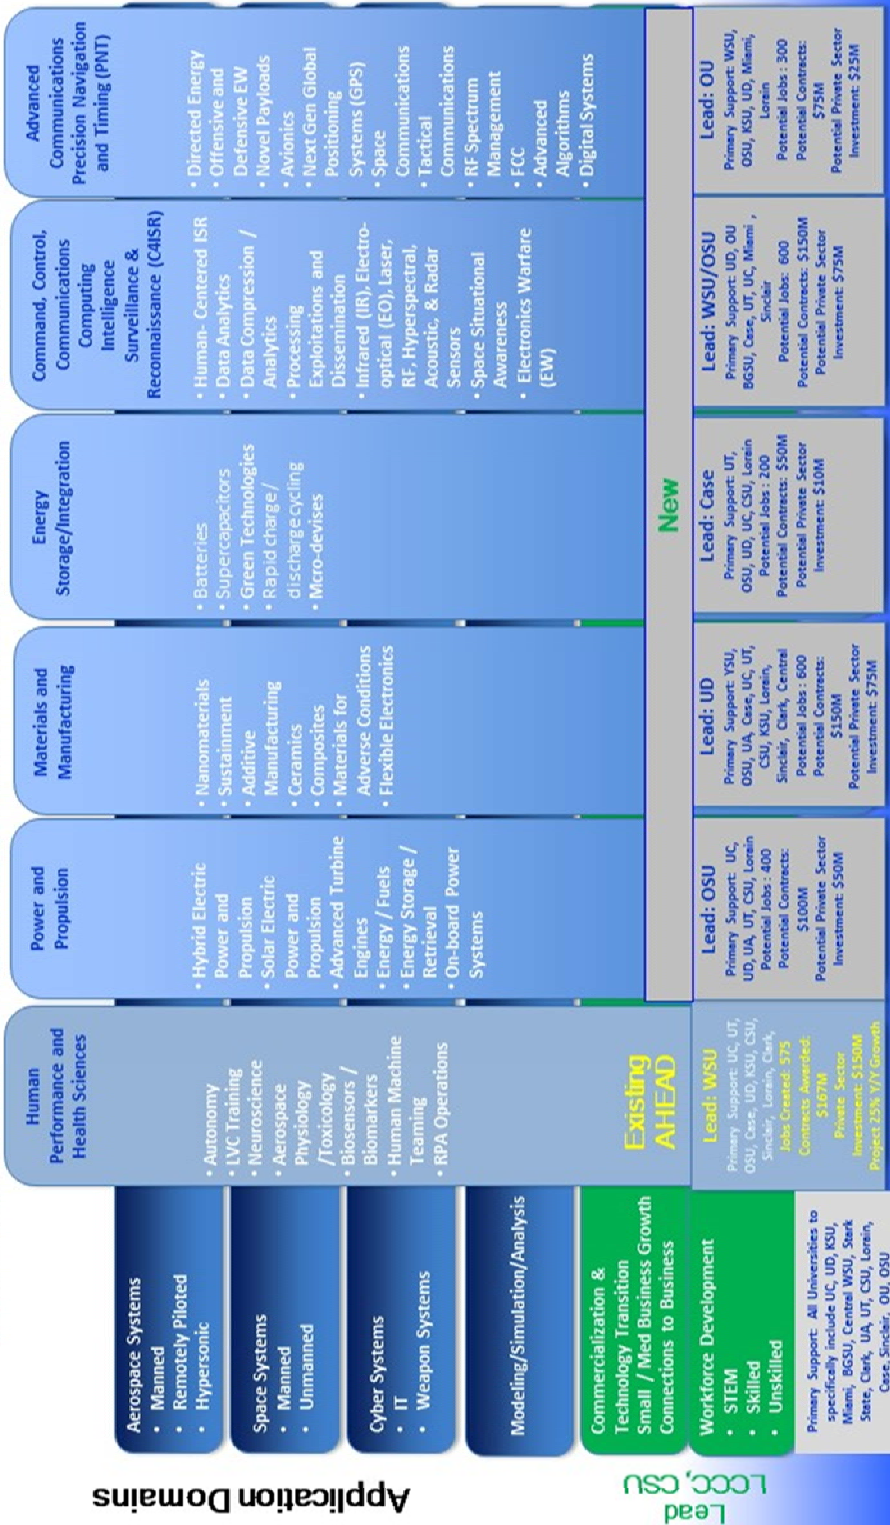 Human
Performance and
Health Sciences
Power and
Propulsion
Materials and
Manufacturing
Energy
Storage/Integration
Command, Control,
Communications
Computing
Intelligence
Surveillance &
Reconnaissance (C4ISR)
Advanced
Communications
Precision Navigation
and Timing (PNT)
Application Domains
Aerospace Systems
• Manned
• Remotely Piloted
• Hypersonic
Space Systems
• Manned
• Unmanned
Cyber Systems
• IT
• Weapon Systems
Modeling/Simulation/Analysis
Lead
LCCC, CSU
Commercialization &
Technology Transition
Small / Med Business Growth
Connections to Business
Workforce Development
• STEM
• Skilled
• Unskilled
Primary Support: All Universities to
specifically include UC, UD, KSU,
Miami, BGSU, Central WSU, Stark
State, Clark, UA, UT, CSU, Lorain,
Case, Sinclair, OU, OSU
• Autonomy
• LVC Training
• Neuroscience
• Aerospace
Physiology
/Toxicology
• Biosensors /
Biomarkers
• Human Machine
Teaming
• RPA Operations
Existing
AHEAD
Lead: WSU
Primary Support: UC, UT,
OSU, Case, UD, KSU, CSU,
Sinclair, Lorain, Clark,
Jobs Created: 575
Contracts Awarded:
$167M
Private Sector
Investment: $150M
Project 25% Y/Y Growth
• Hybrid Electric
Power and
Propulsion
• Solar Electric
Power and
Propulsion
• Advanced Turbine
Engines
• Energy / Fuels
• Energy Storage /
Retrieval
• On-board Power
Systems
Lead: OSU
Primary Support: UC,
UD, UA, UT, CSU, Lorain
Potential Jobs: 400
Potential Contracts:
$100M
Potential Private Sector
Investment: $50M
• Nanomaterials
• Sustainment
• Additive
Manufacturing
• Ceramics
• Composites
• Materials for
Adverse Conditions
• Flexible Electronics
Lead: UD
Primary Support: YSU,
OSU, UA, Case, UC, UT,
CSU, KSU, Lorain,
Sinclair, Clark, Central
Potential Jobs: 600
Potential Contracts:
$150M
Potential Private Sector
Investment: $75M
• Batteries
• Supercapacitors
• Green Technologies
• Rapid charge/
discharge cycling
• Mcro-devises
New
Lead: Case
Primary Support: UT,
OSU, UD, UC, CSU, Lorain
Potential Jobs: 200
Potential Contracts: $50M
Potential Private Sector
Investment: $10M
• Human- Centered ISR
• Data Analytics
• Data Compression /
Analytics
• Processing
Exploitations and
Dissemination
• Infrared (IR), Electro-
optical (EO), Laser,
RF, Hyperspectral,
Acoustic, & Radar
Sensors
• Space Situational
Awareness
• Electronics Warfare
(EW)
Lead: WSU/OSU
Primary Support: UD, OU
BGSU, Case, UT, UC, Miami ,
Sinclair
Potential Jobs: 600
Potential Contracts: $150M
Potential Private Sector
Investment: $75M
• Directed Energy
• Offensive and
Defensive EW
• Novel Payloads
• Avionics
• Next Gen Global
Positioning
Systems (GPS)
• Space
Communications
• Tactical
Communications
• RF Spectrum
Management
• FCC
• Advanced
Algorithms
• Digital Systems
Lead: OU
Primary Support: WSU,
OSU, KSU, UD, Miami,
Lorain
Potential Jobs: 300
Potential Contracts:
$75M
Potential Private Sector
Investment: $25M